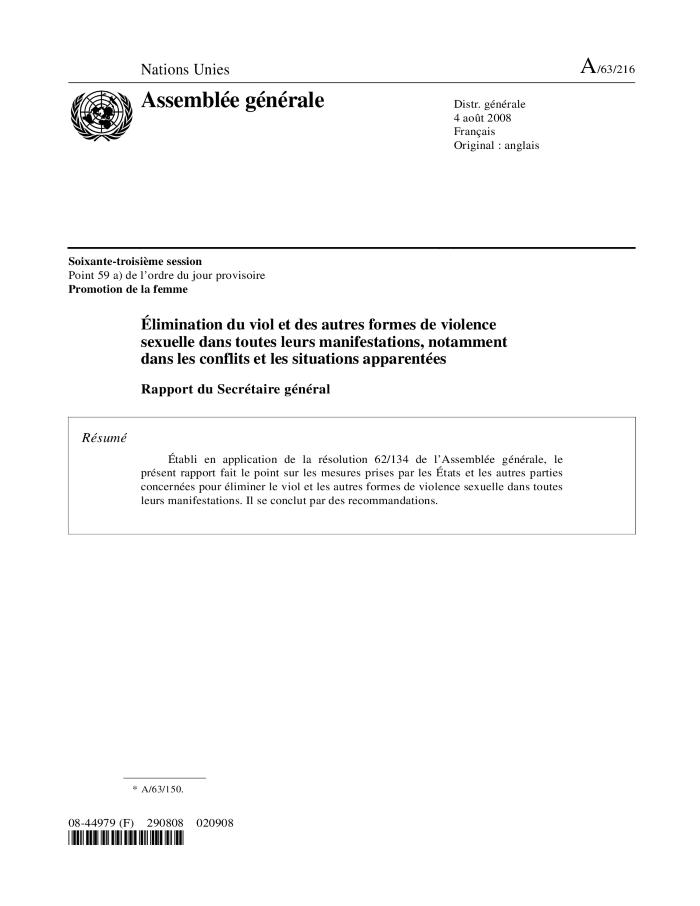 Nations Unies
A/63/216
Assemblée générale
Distr. générale
4 août 2008
Français
Original : anglais
Soixante-troisième session
Point 59 a) de l’ordre du jour provisoire
Promotion de la femme
Élimination du viol et des autres formes de violence
sexuelle dans toutes leurs manifestations, notamment
dans les conflits et les situations apparentées
Rapport du Secrétaire général
Résumé
Établi en application de la résolution 62/134 de l’Assemblée générale, le
présent rapport fait le point sur les mesures prises par les États et les autres parties
concernées pour éliminer le viol et les autres formes de violence sexuelle dans toutes
leurs manifestations. Il se conclut par des recommandations.
* A/63/150.
08-44979 (F) 290808 020908